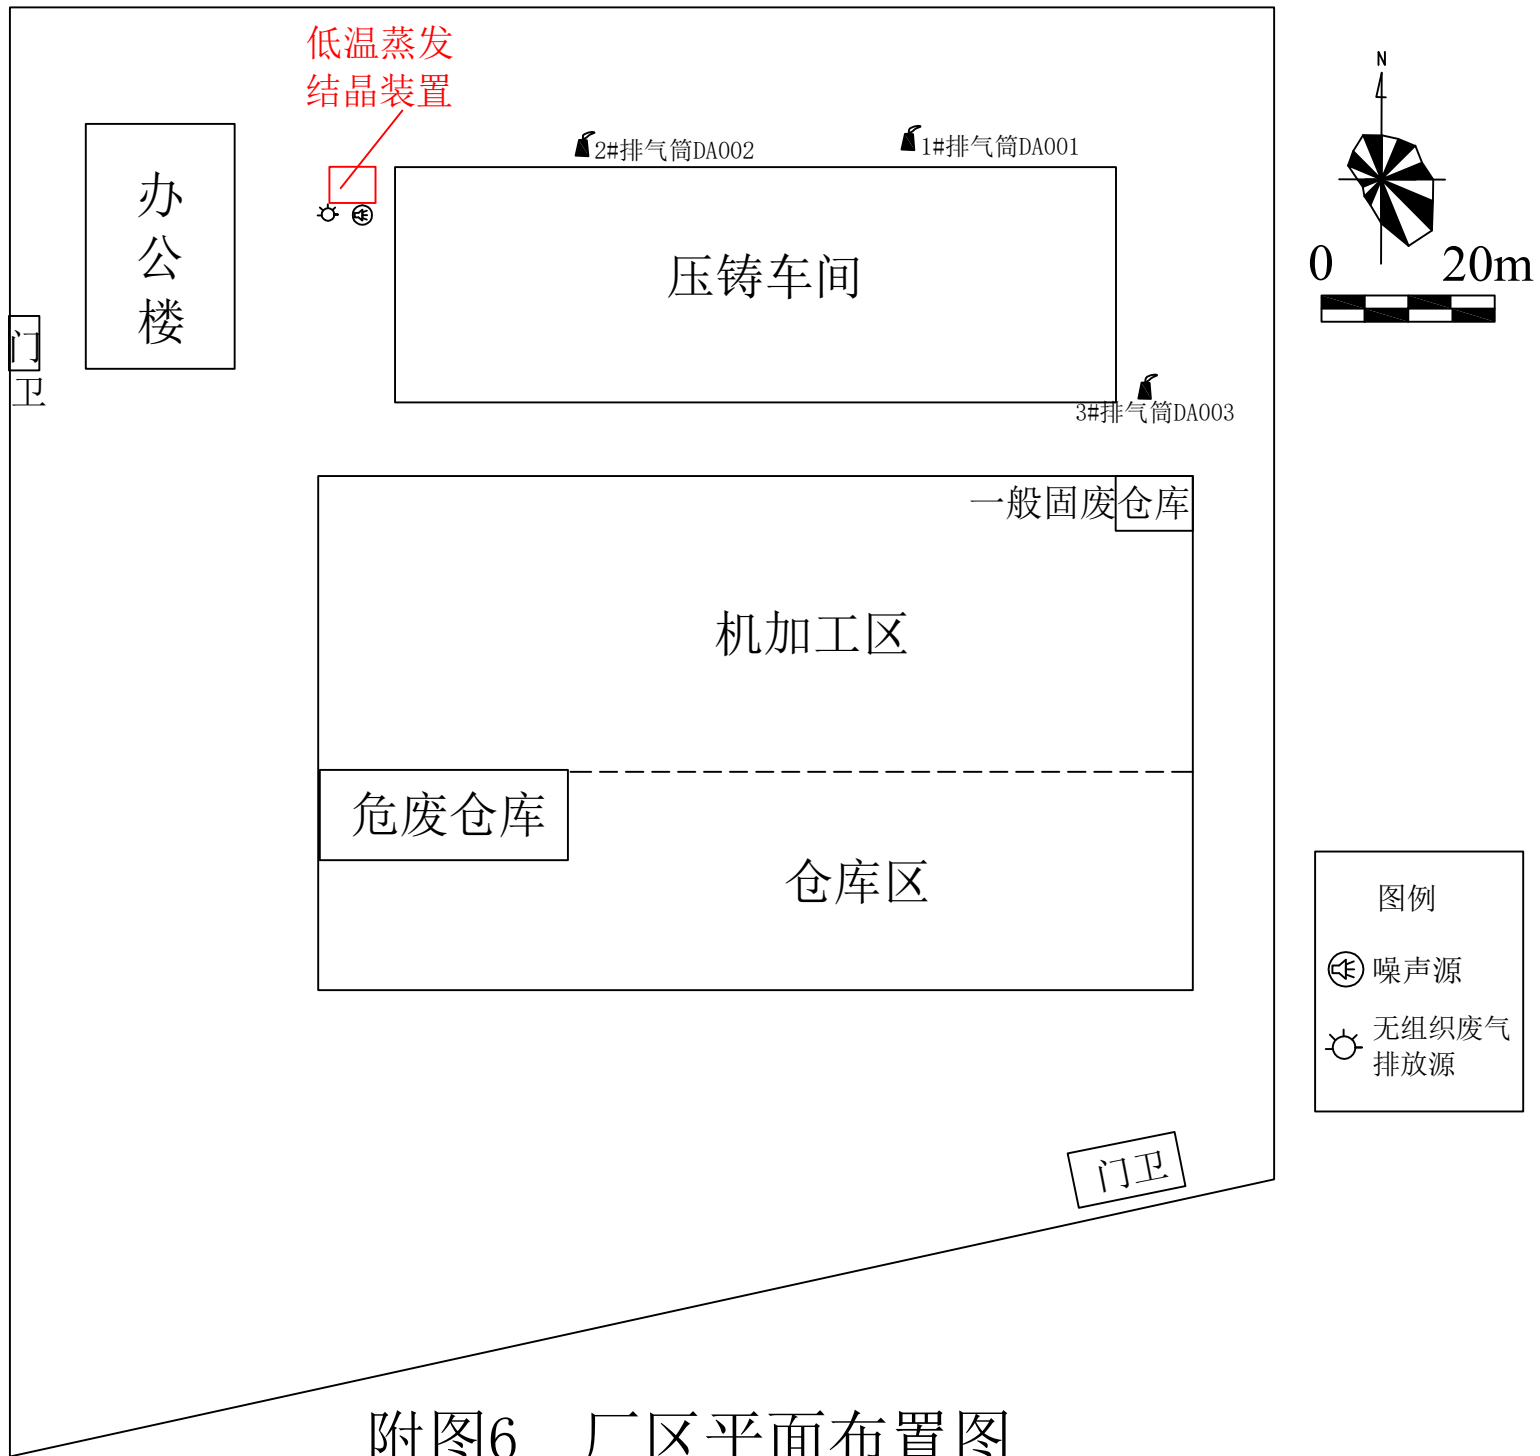 低温蒸发
结晶装置
N
2#排气筒DA002
1#排气筒DA001
办
公
楼
压铸车间
0
20m
门
卫
3#排气筒DA003
一般固废仓库
机加工区
危废仓库
仓库区
图例
噪声源
无组织废气
排放源
门卫
附图6 厂区平面布置图